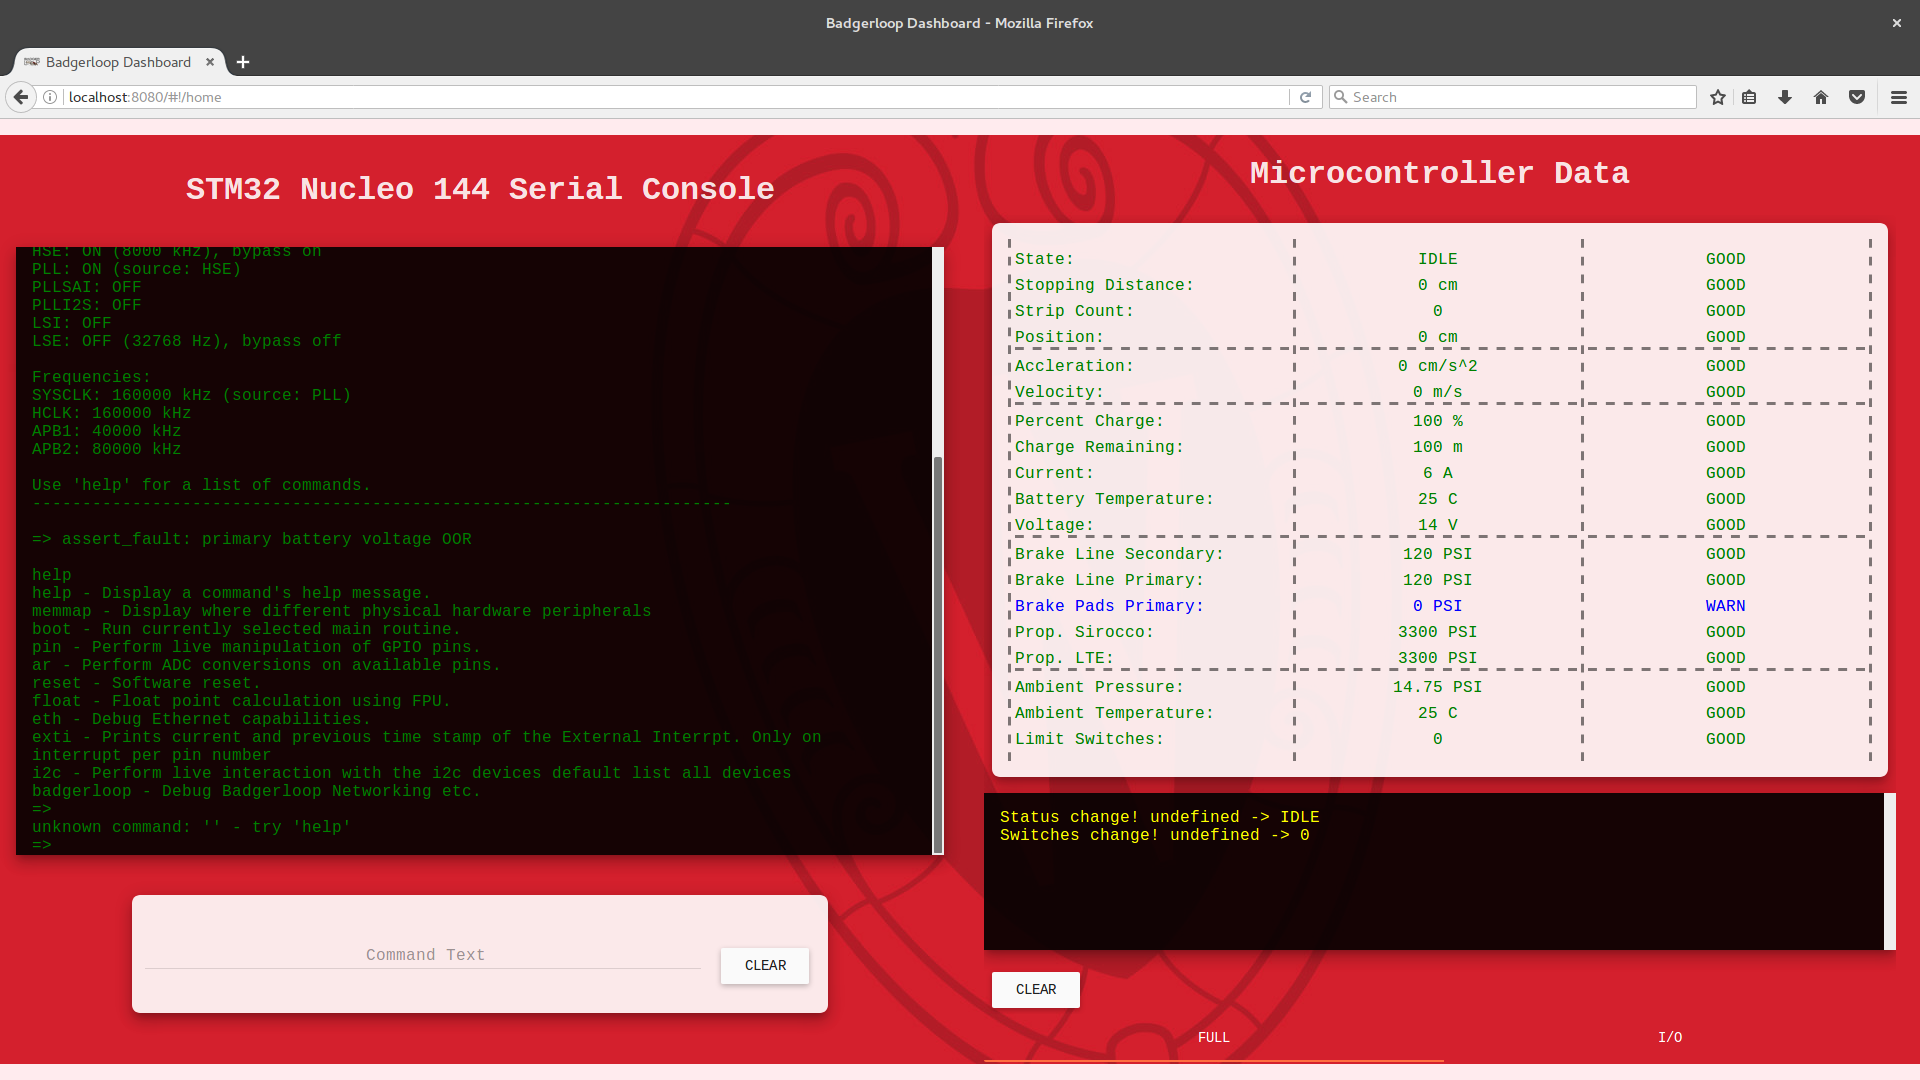 Badgerloop Dashboard - Mozilla Firefox
Badgerloop Dashboard
localhost:8080/#!/home
Search
STM32 Nucleo 144 Serial Console
HSE: ON (8000 kHz), bypass on
PLL: ON (source: HSE)
PLLSAI: OFF
PLLI2S: OFF
LSI: OFF
LSE: OFF (32768 Hz), bypass off
Frequencies:
SYSCLK: 160000 kHz (source: PLL)
HCLK: 160000 kHz
APB1: 40000 kHz
APB2: 80000 kHz
Use 'help' for a list of commands.
----------------------------------------------------------------------
=> assert_fault: primary battery voltage OOR
help
help - Display a command's help message.
memmap - Display where different physical hardware peripherals
boot - Run currently selected main routine.
pin - Perform live manipulation of GPIO pins.
ar - Perform ADC conversions on available pins.
reset - Software reset.
float - Float point calculation using FPU.
eth - Debug Ethernet capabilities.
exti - Prints current and previous time stamp of the External Interrpt. Only on
interrupt per pin number
i2c - Perform live interaction with the i2c devices default list all devices
badgerloop - Debug Badgerloop Networking etc.
=>
unknown command: '' - try 'help'
=>
Command Text
CLEAR
Microcontroller Data
State: IDLE GOOD
Stopping Distance: 0 cm GOOD
Strip Count: 0 GOOD
Position: 0 cm GOOD
Accleration: 0 cm/s^2 GOOD
Velocity: 0 m/s GOOD
Percent Charge: 100 % GOOD
Charge Remaining: 100 m GOOD
Current: 6 A GOOD
Battery Temperature: 25 C GOOD
Voltage: 14 V GOOD
Brake Line Secondary: 120 PSI GOOD
Brake Line Primary: 120 PSI GOOD
Brake Pads Primary: 0 PSI WARN
Prop. Sirocco: 3300 PSI GOOD
Prop. LTE: 3300 PSI GOOD
Ambient Pressure: 14.75 PSI GOOD
Ambient Temperature: 25 C GOOD
Limit Switches: 0 GOOD
Status change! undefined -> IDLE
Switches change! undefined -> 0
CLEAR
FULL I/O